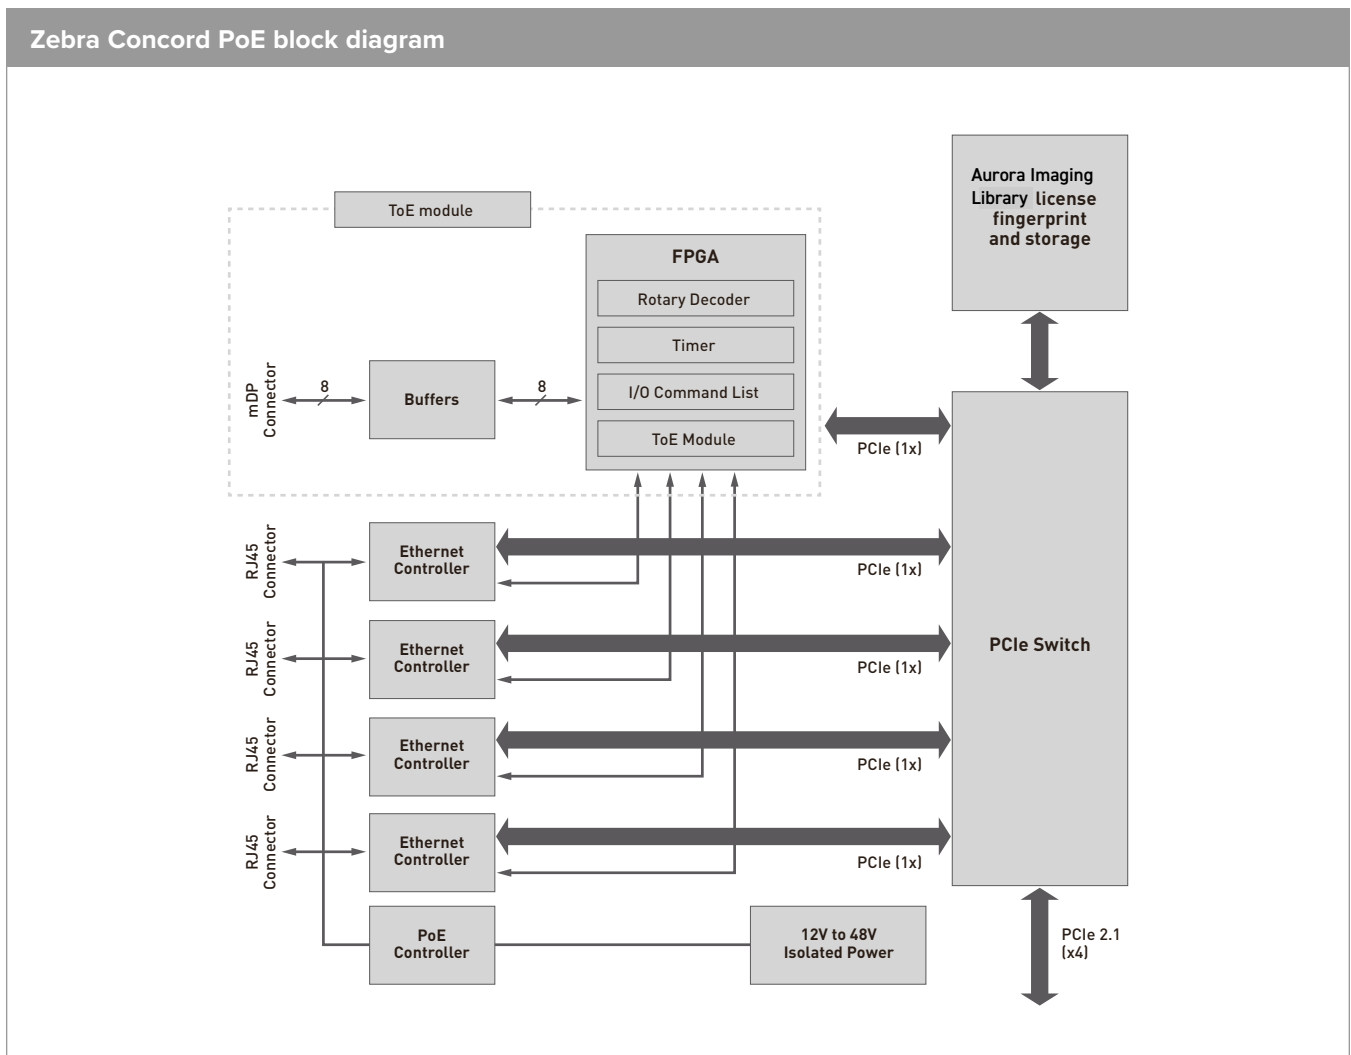 Zebra Concord PoE block diagram
Aurora Imaging
Library license
fingerprint
and storage
ToE module
FPGA
Rotary Decoder
Timer
I/O Command List
ToE Module
mDP
Connector
8
Buffers
8
PCIe (1x)
RJ45
Connector
Ethernet
Controller
PCIe (1x)
RJ45
Connector
Ethernet
Controller
PCIe (1x)
PCIe Switch
RJ45
Connector
Ethernet
Controller
PCIe (1x)
RJ45
Connector
Ethernet
Controller
PCIe (1x)
PoE
Controller
12V to 48V
Isolated Power
PCIe 2.1
(x4)